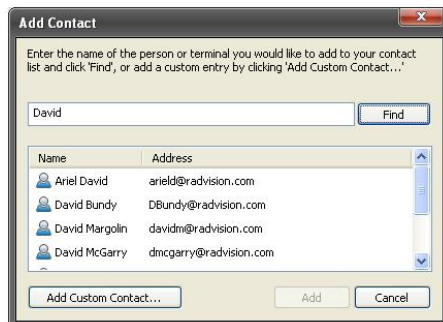 Add Contact
Enter the name of the person or terminal you would like to add to your contact
list and click 'Find', or add a custom entry by clicking 'Add Custom Contact...'
David
Find
Name Address
Ariel David arield@radvision.com
David Bundy DBundy@radvision.com
David Margolin davidm@radvision.com
David McGarry dmcgarry@radvision.com
Add Custom Contact... Add Cancel